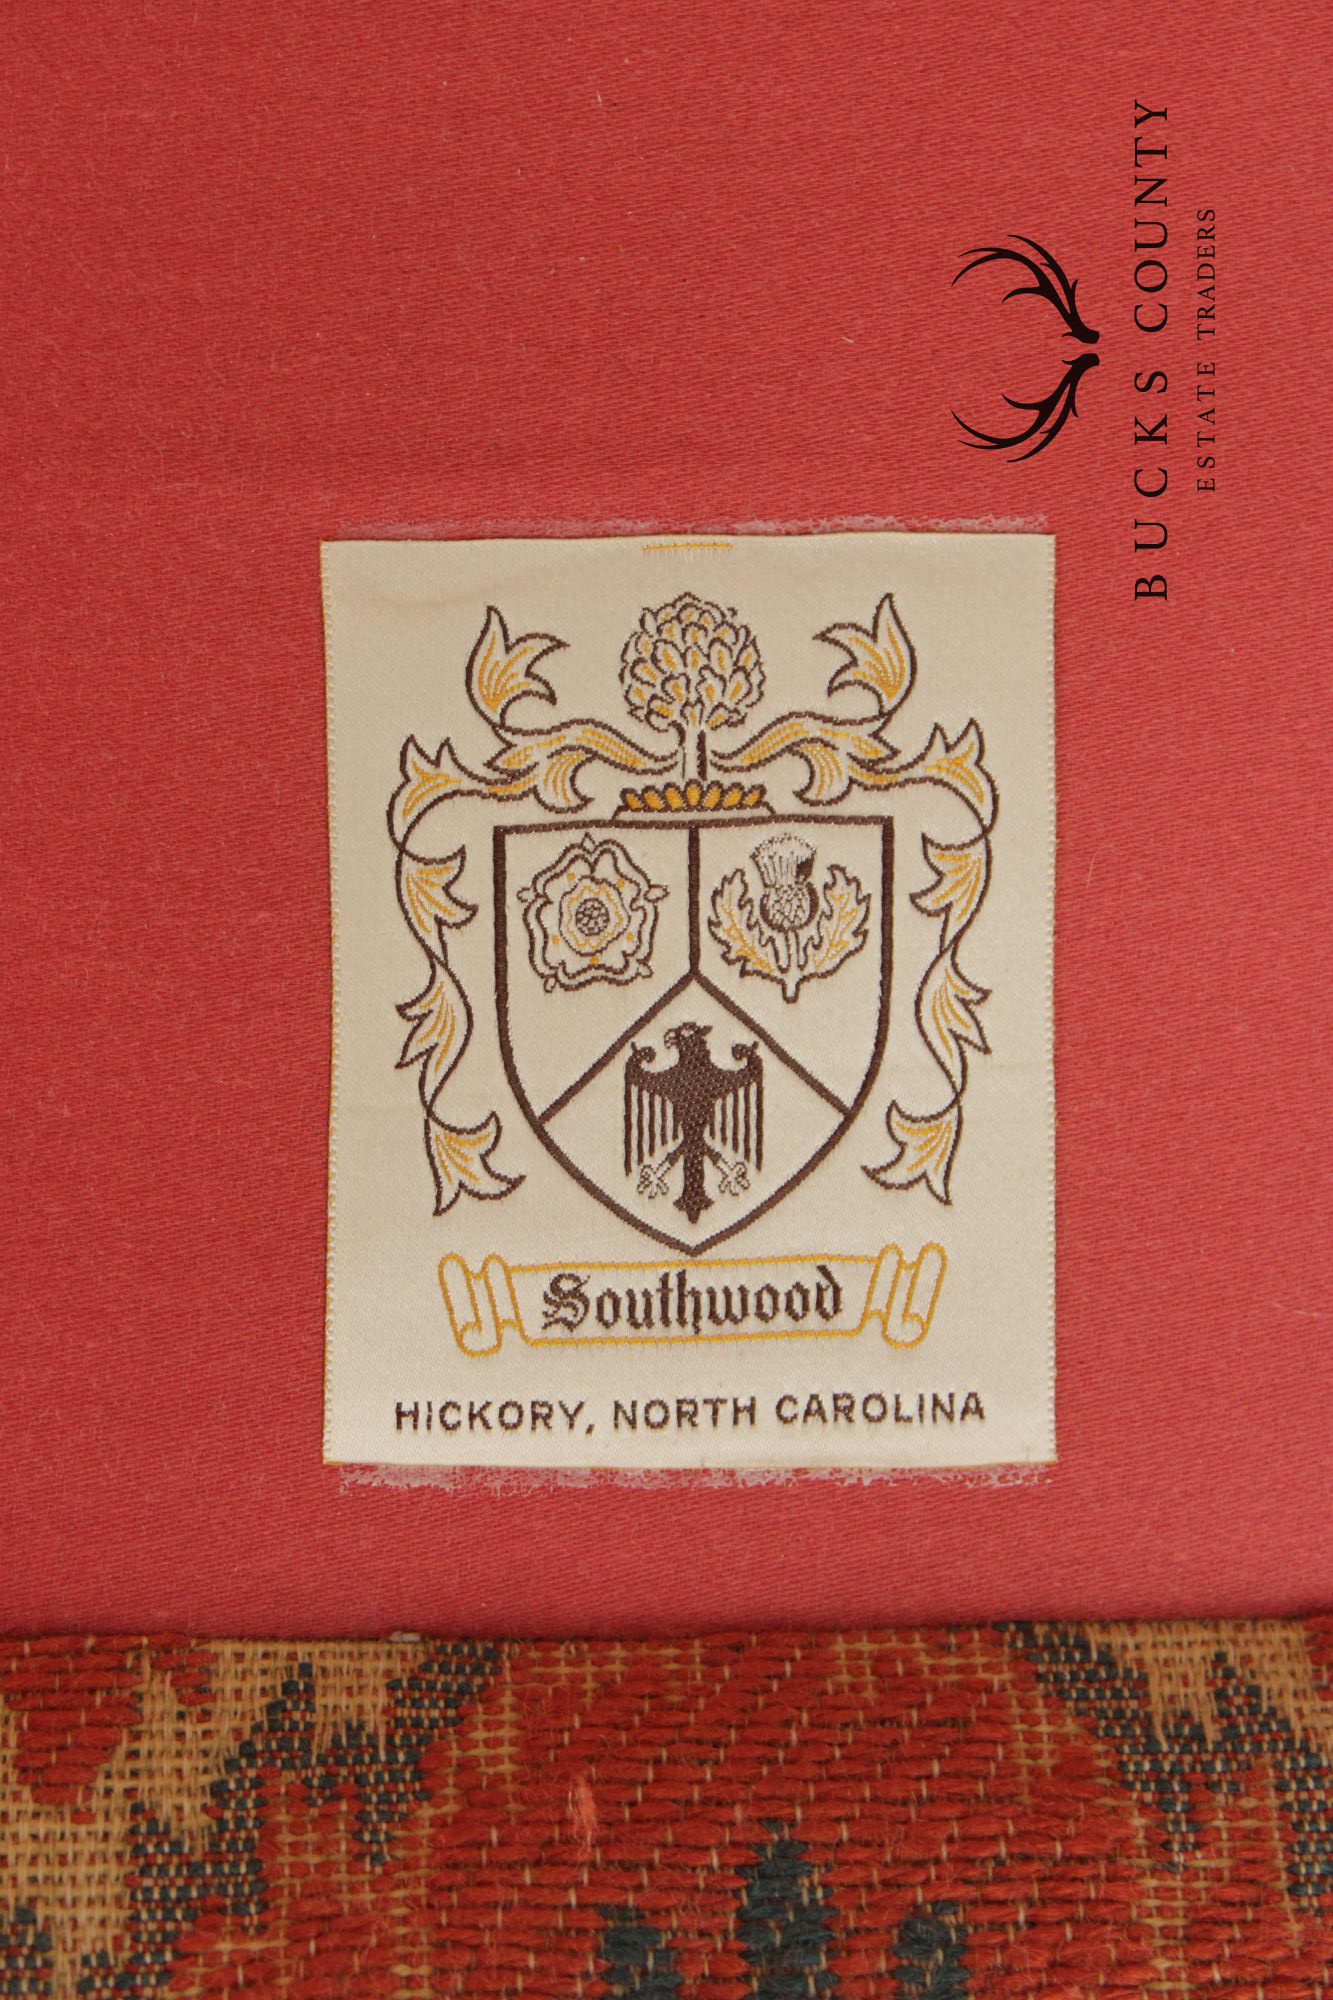 BUCKS COUNTY
ESTATE TRADERS
Southwood
HICKORY, NORTH CAROLINA